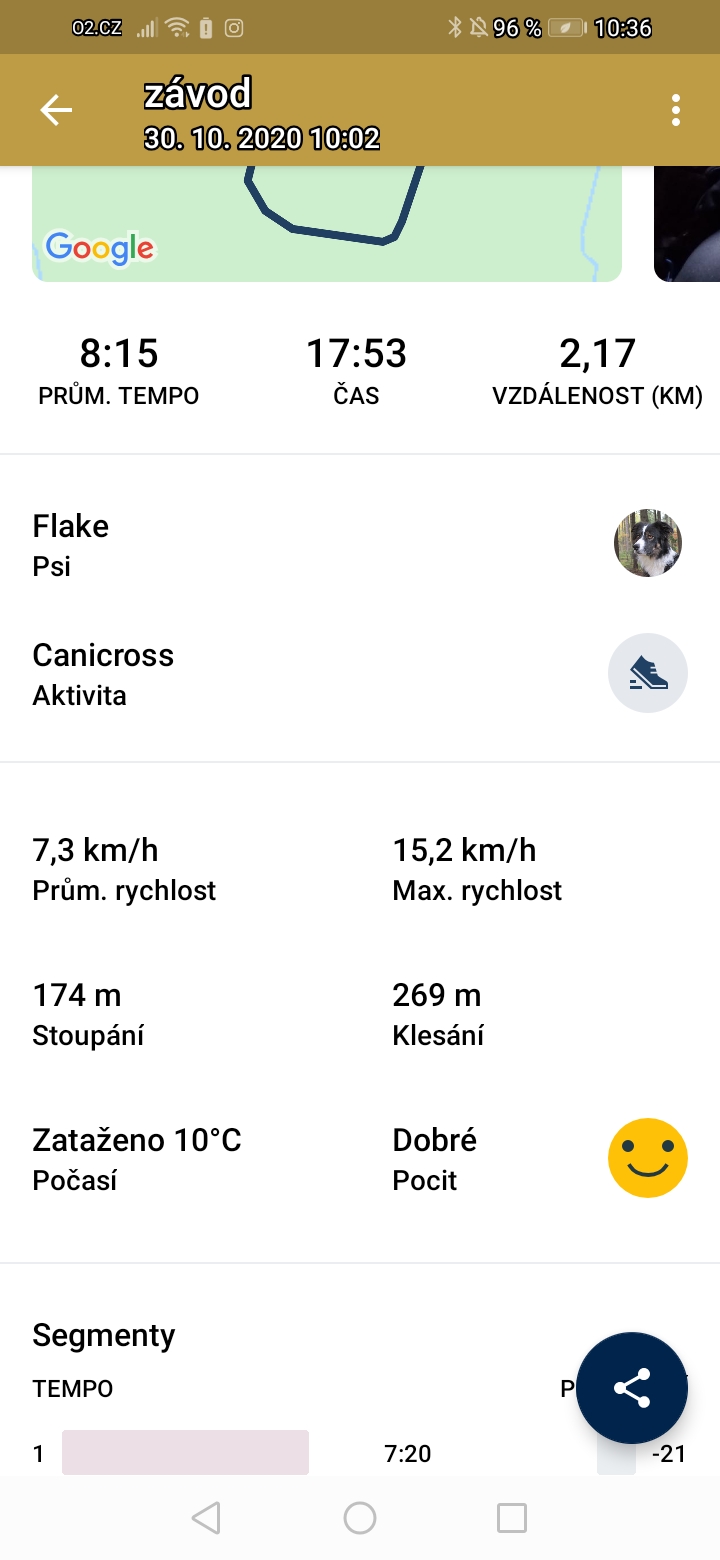 O2.CZ 96 % 10:36
závod
30. 10. 2020 10:02
Google
8:15 17:53 2,17
PRŮM. TEMPO ČAS VZDÁLENOST (KM)
Flake
Psi
Canicross
Aktivita
7,3 km/h 15,2 km/h
Prům. rychlost Max. rychlost
174 m 269 m
Stoupání Klesání
Zataženo 10°C Dobré
Počasí Pocit
Segmenty
TEMPO P
1 7:20 -21